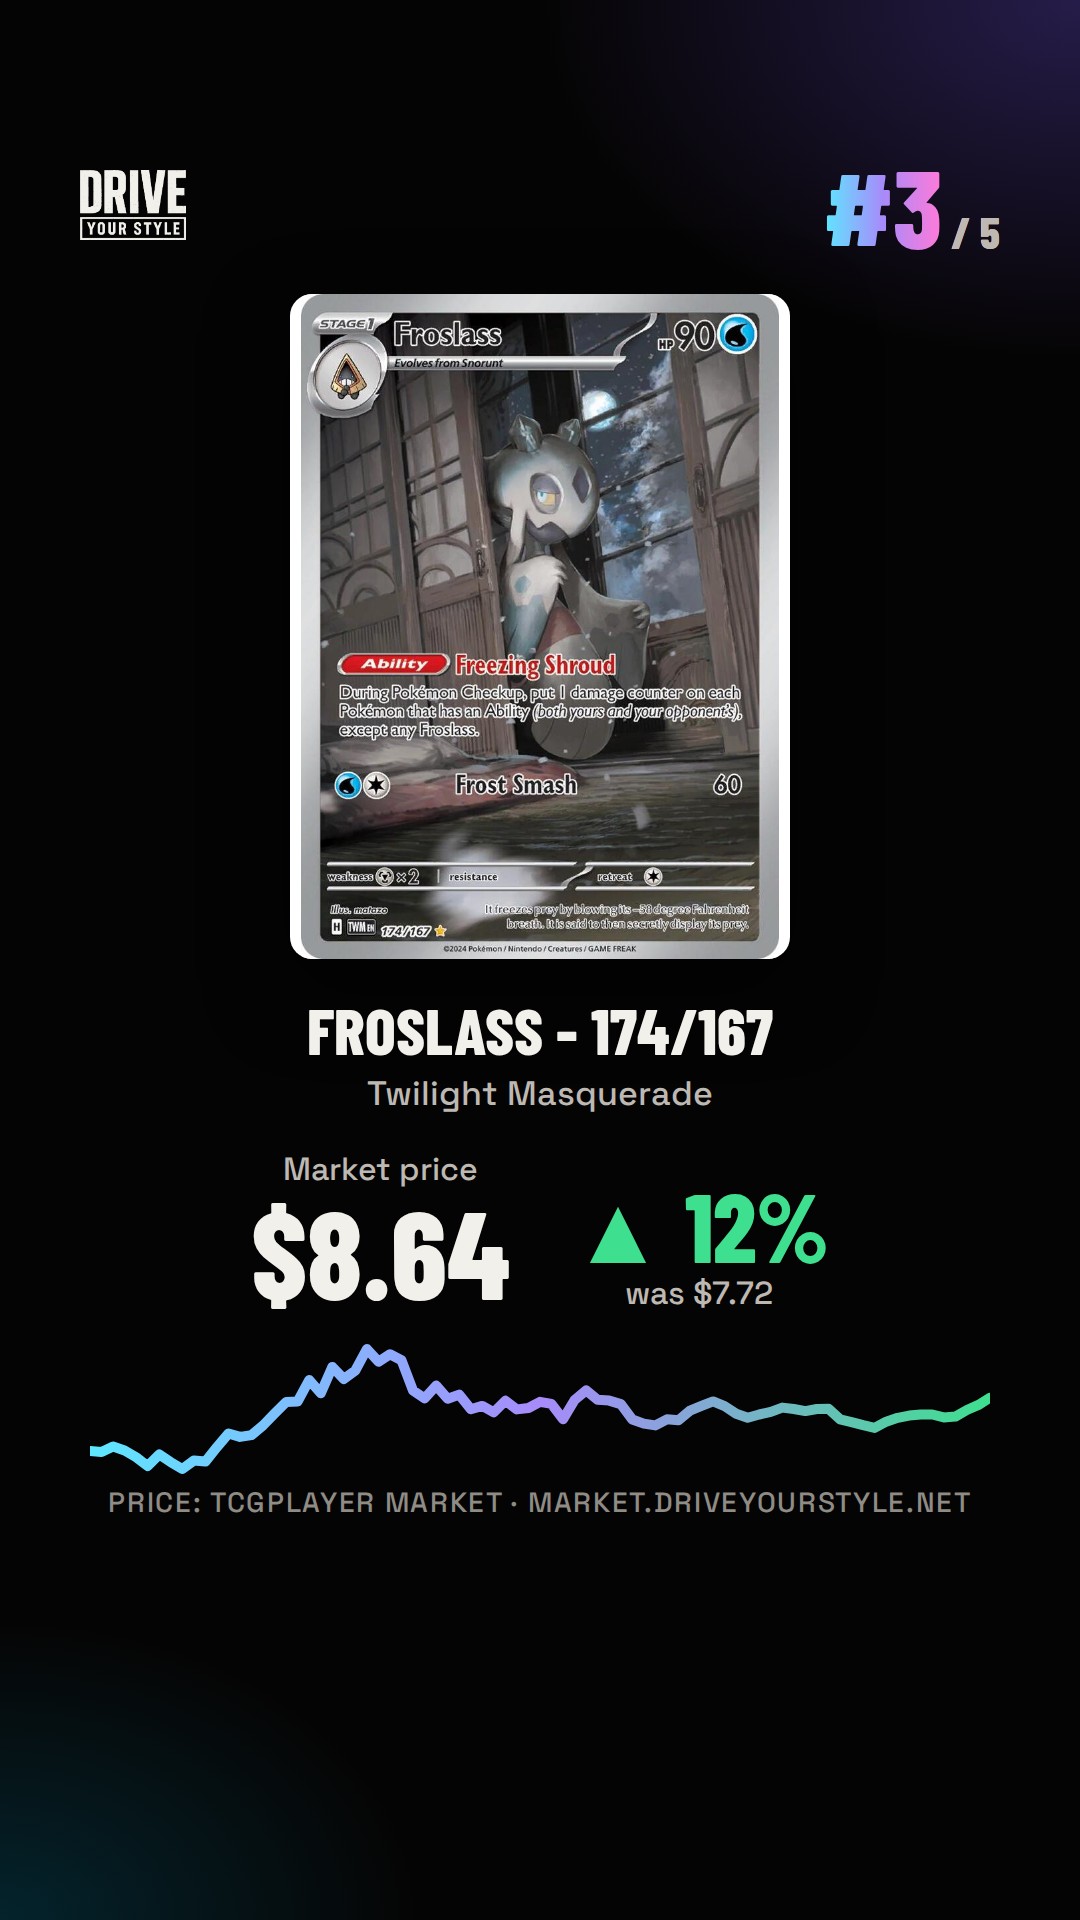 DRIVE
YOUR STYLE
#3 / 5
STAGE 1
Froslass
HP 90
Evolves from Snorunt
Ability Freezing Shroud
During Pokémon Checkup, put 1 damage counter on each
Pokémon that has an Ability (both yours and your opponent's),
except any Froslass.
Frost Smash 60
weakness ×2 resistance retreat
Illus. matazo
It freezes prey by blowing its -58 degree Fahrenheit
breath. It is said to then secretly display its prey.
H TWM EN 174/167
©2024 Pokémon / Nintendo / Creatures / GAME FREAK
FROSLASS - 174/167
Twilight Masquerade
Market price
$8.64
▲ 12%
was $7.72
PRICE: TCGPLAYER MARKET · MARKET.DRIVEYOURSTYLE.NET